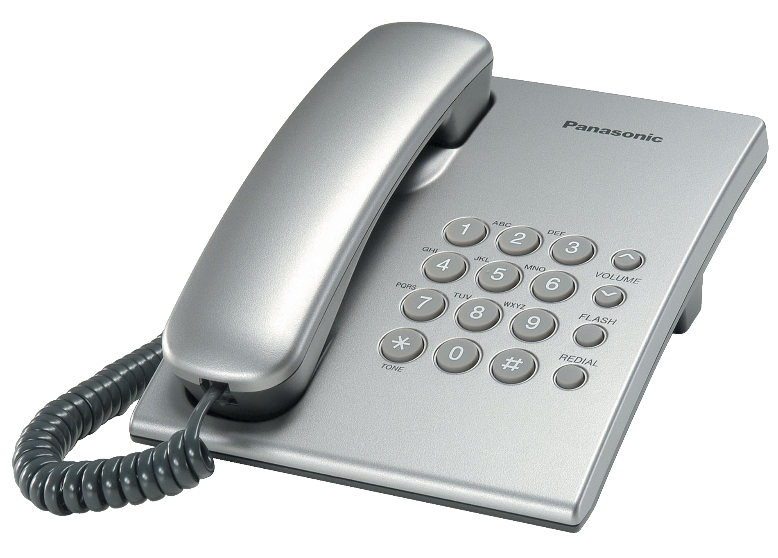 Panasonic
1 ABC 2 DEF 3
VOLUME
GHI 4 JKL 5 MNO 6
PQRS 7 TUV 8 WXYZ 9
FLASH
* 0 #
TONE
REDIAL